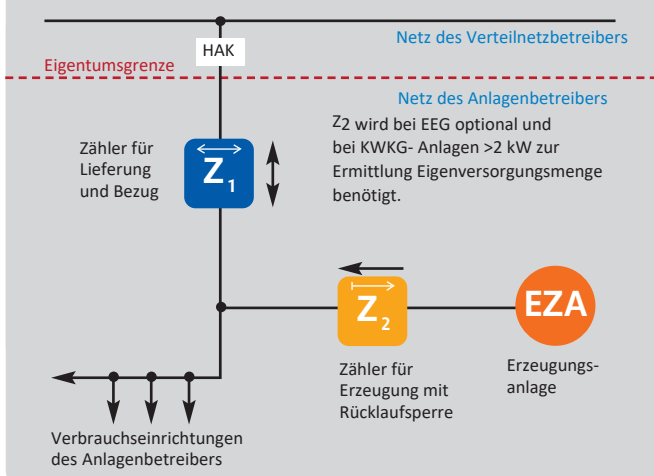 Netz des Verteilnetzbetreibers
HAK
Eigentumsgrenze
Netz des Anlagenbetreibers
Z2 wird bei EEG optional und
bei KWKG- Anlagen >2 kW zur
Ermittlung Eigenversorgungsmenge
benötigt.
Zähler für
Lieferung
und Bezug
Z1
Z2
EZA
Zähler für
Erzeugung mit
Rücklaufsperre
Erzeugungs-
anlage
Verbrauchseinrichtungen
des Anlagenbetreibers